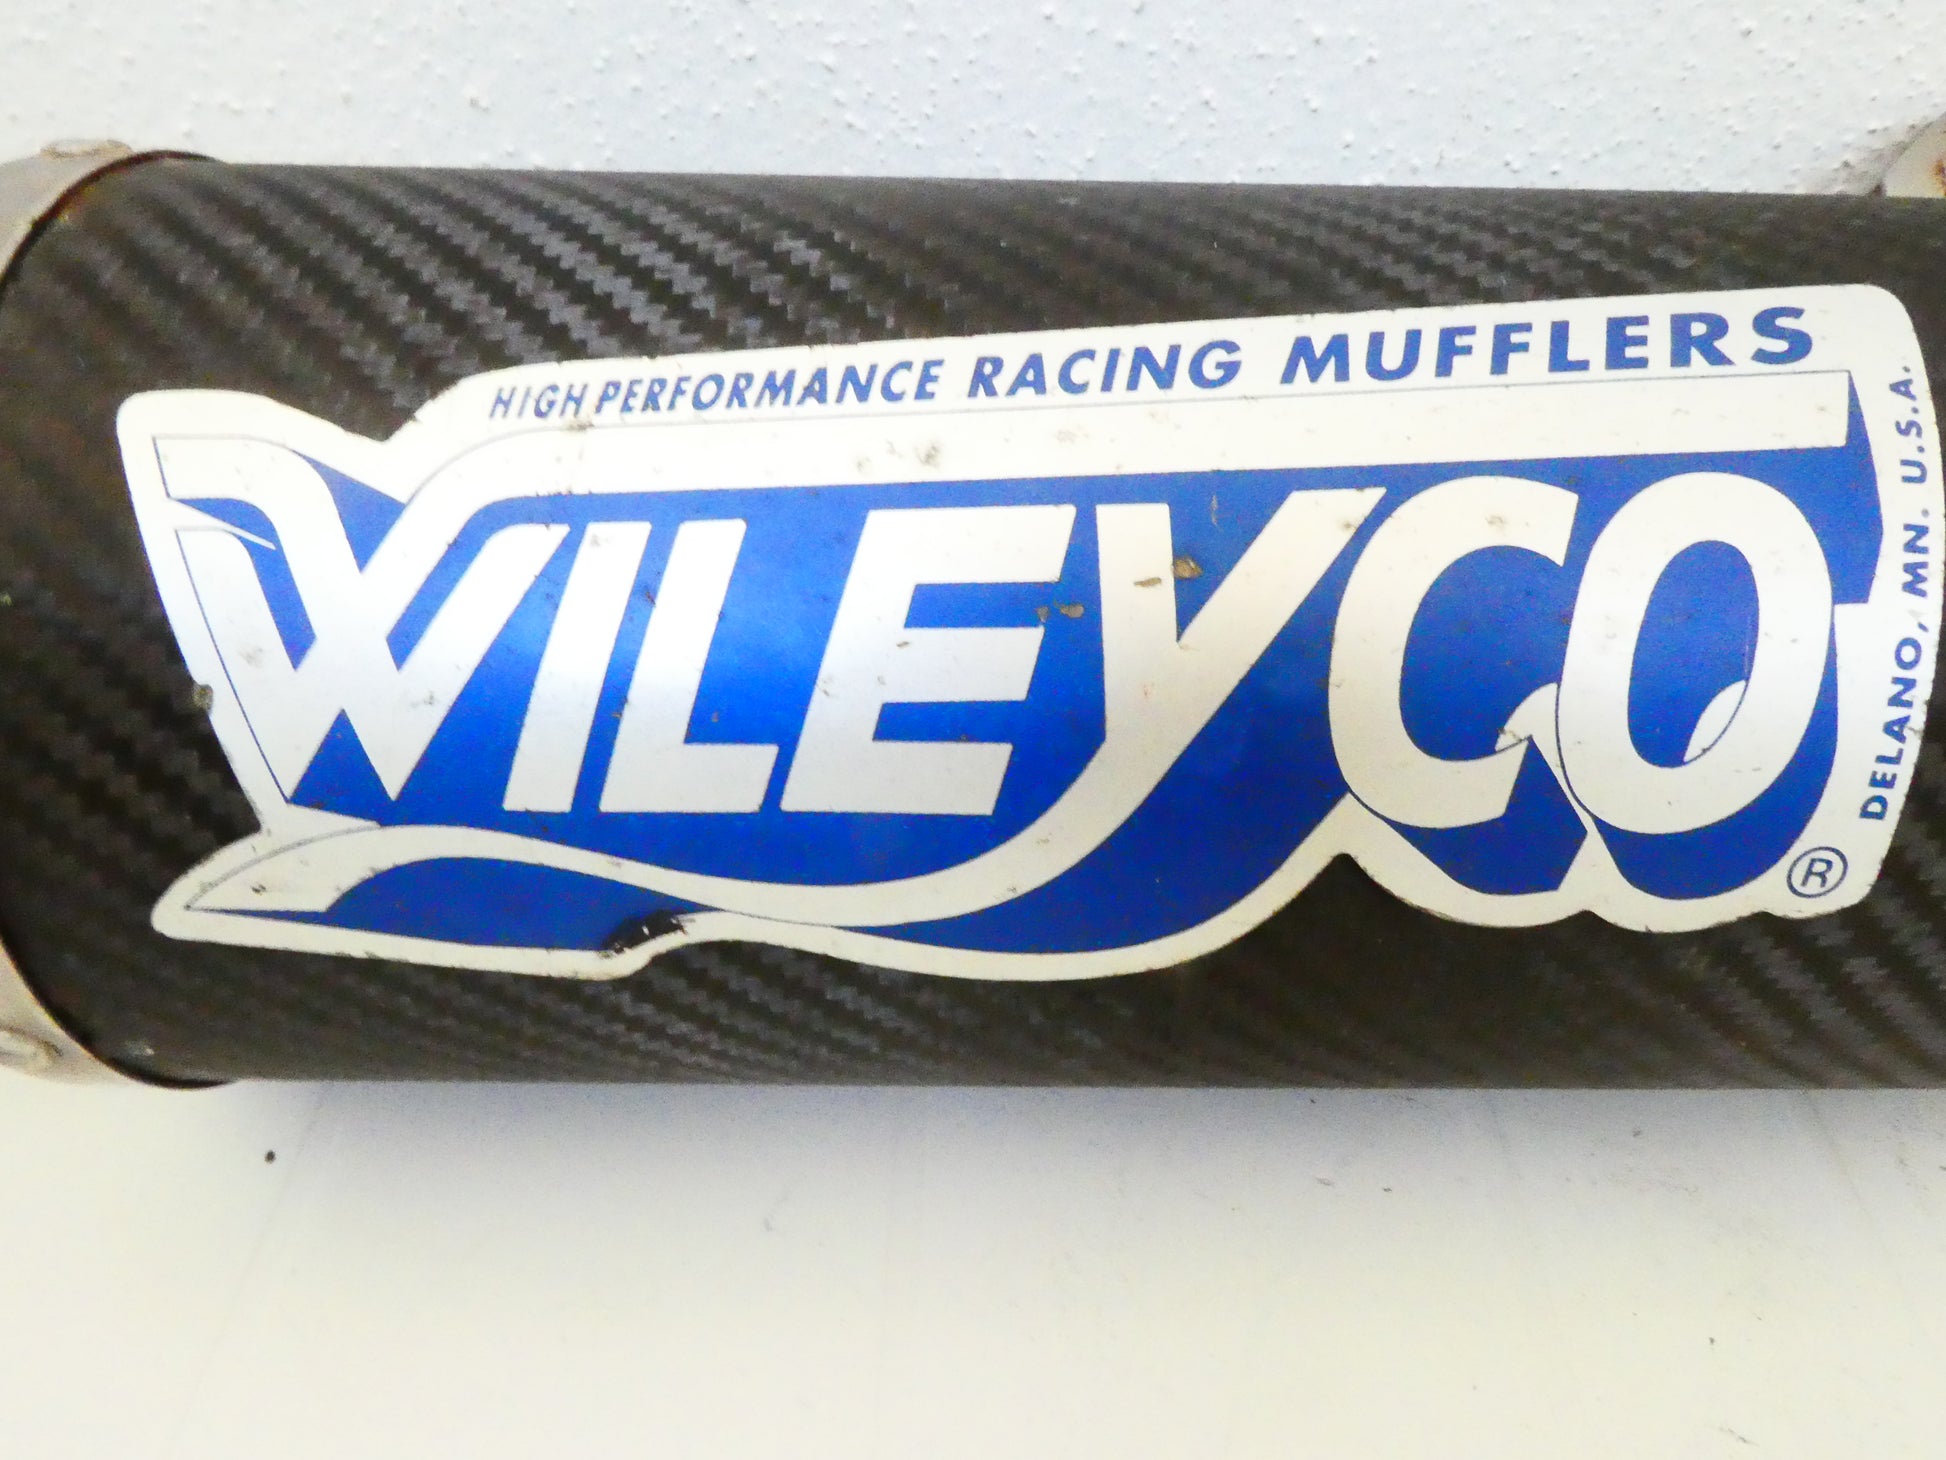 HIGH PERFORMANCE RACING MUFFLERS
WILEYCO
DELANO, MN. U.S.A.
®